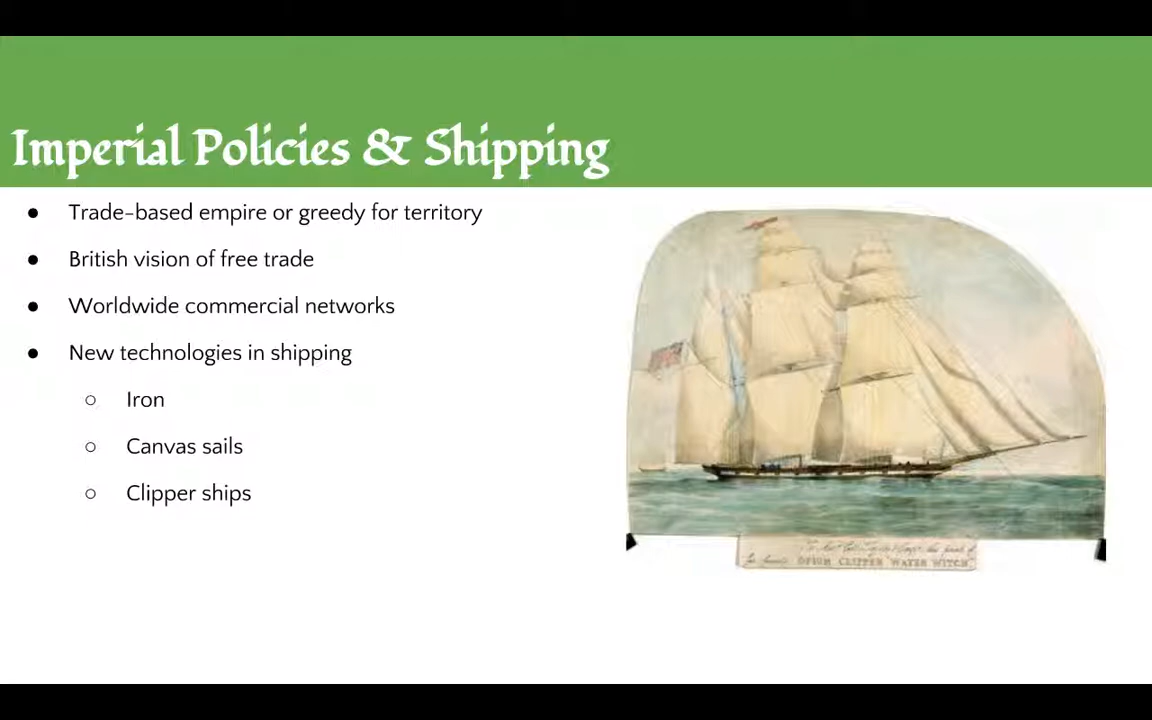 Imperial Policies & Shipping
● Trade-based empire or greedy for territory
● British vision of free trade
● Worldwide commercial networks
● New technologies in shipping
○ Iron
○ Canvas sails
○ Clipper ships
OPIUM CLIPPER "WATER WITCH"